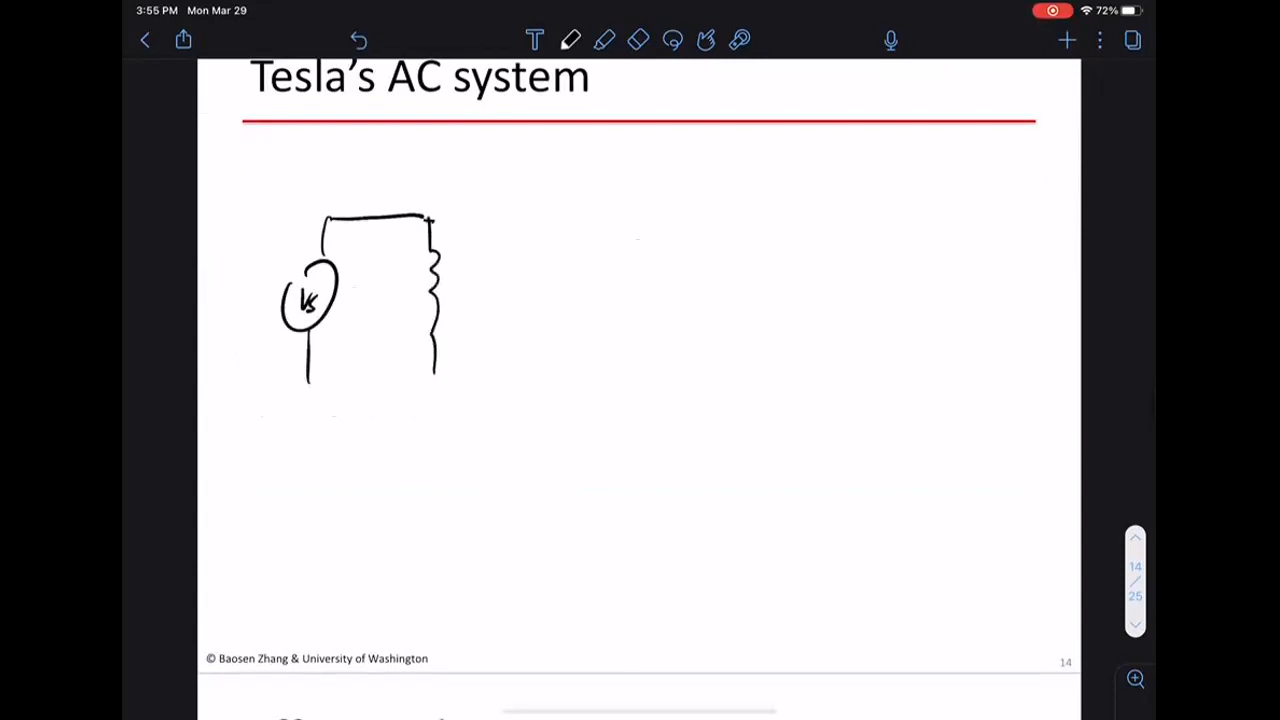 3:55 PM Mon Mar 29
72%
T
Tesla's AC system
Vs
14
25
© Baosen Zhang & University of Washington
14